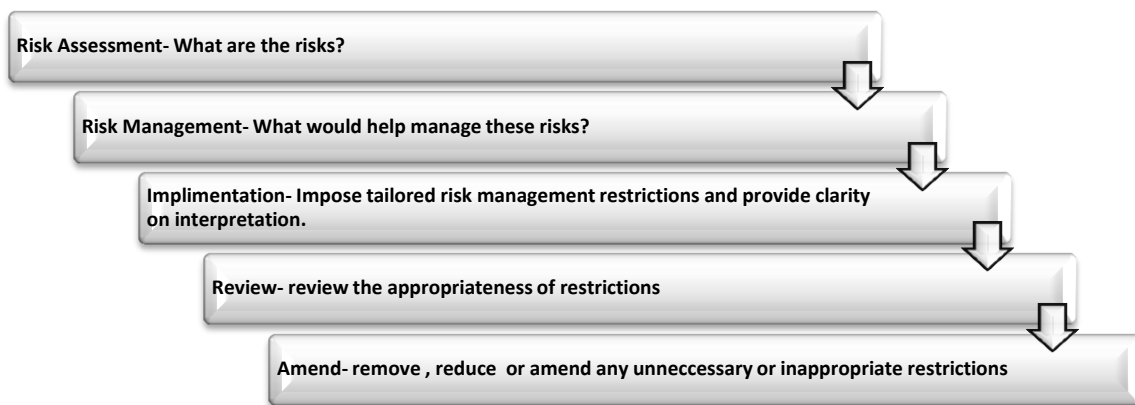 Risk Assessment- What are the risks?
Risk Management- What would help manage these risks?
Implimentation- Impose tailored risk management restrictions and provide clarity
on interpretation.
Review- review the appropriateness of restrictions
Amend- remove , reduce  or amend any unneccessary or inappropriate restrictions